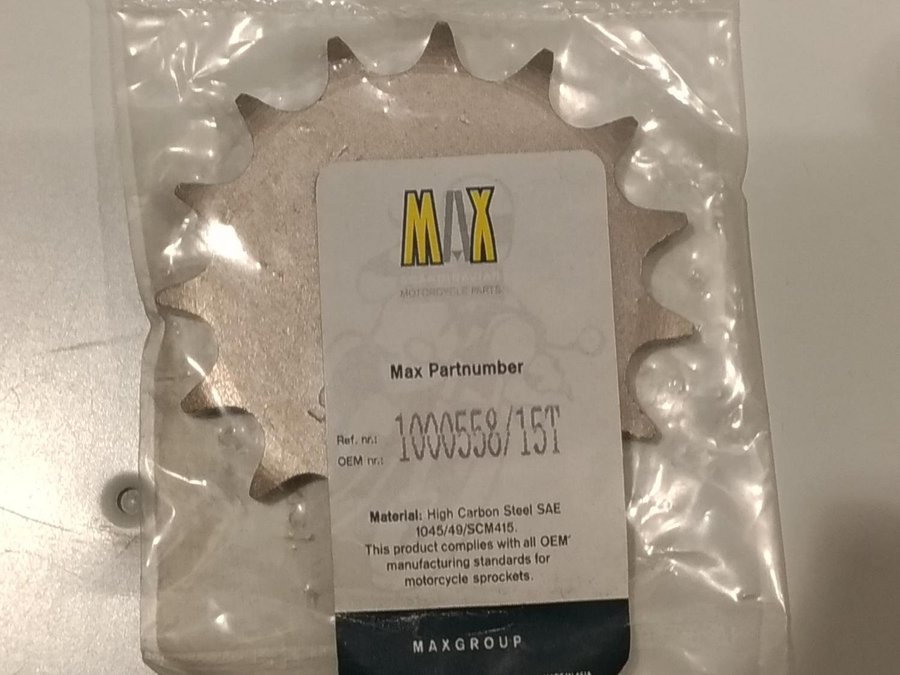 MAX
MOTORCYCLE PARTS
Max Partnumber
Ref. nr.: 1000558/15T
OEM nr.:
Material: High Carbon Steel SAE
1045/49/SCM415.
This product complies with all OEM
manufacturing standards for
motorcycle sprockets.
MAXGROUP